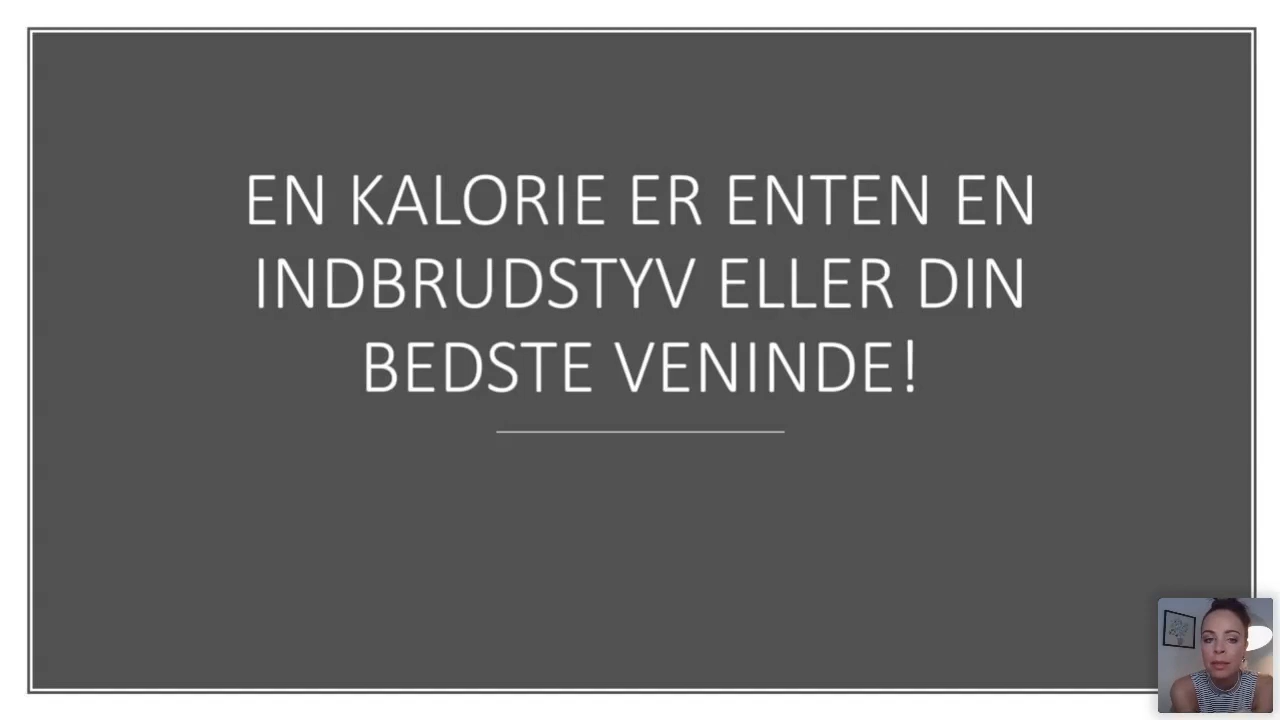 EN KALORIE ER ENTEN EN
INDBRUDSTYV ELLER DIN
BEDSTE VENINDE!